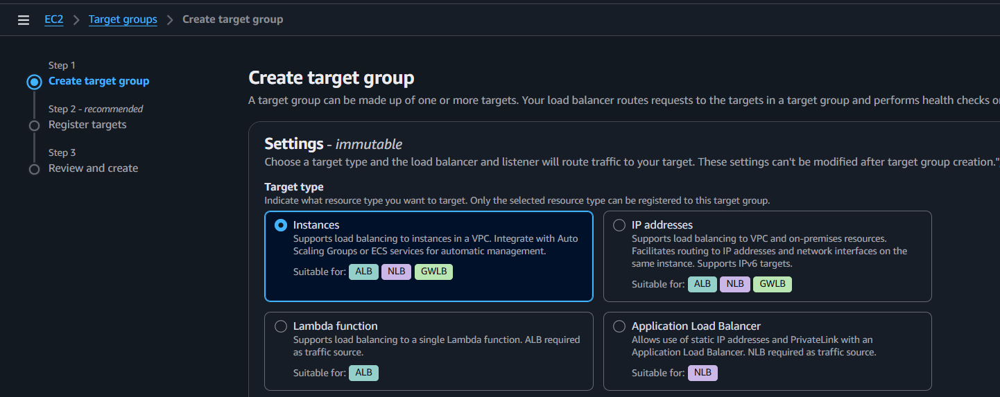 EC2 > Target groups > Create target group
Step 1
Create target group
Step 2 - recommended
Register targets
Step 3
Review and create
Create target group
A target group can be made up of one or more targets. Your load balancer routes requests to the targets in a target group and performs health checks
Settings - immutable
Choose a target type and the load balancer and listener will route traffic to your target. These settings can't be modified after target group creation."
Target type
Indicate what resource type you want to target. Only the selected resource type can be registered to this target group.
Instances
Supports load balancing to instances in a VPC. Integrate with Auto
Scaling Groups or ECS services for automatic management.
Suitable for: ALB NLB GWLB
IP addresses
Supports load balancing to VPC and on-premises resources.
Facilitates routing to IP addresses and network interfaces on the
same instance. Supports IPv6 targets.
Suitable for: ALB NLB GWLB
Lambda function
Supports load balancing to a single Lambda function. ALB required
as traffic source.
Suitable for: ALB
Application Load Balancer
Allows use of static IP addresses and PrivateLink with an
Application Load Balancer. NLB required as traffic source.
Suitable for: NLB